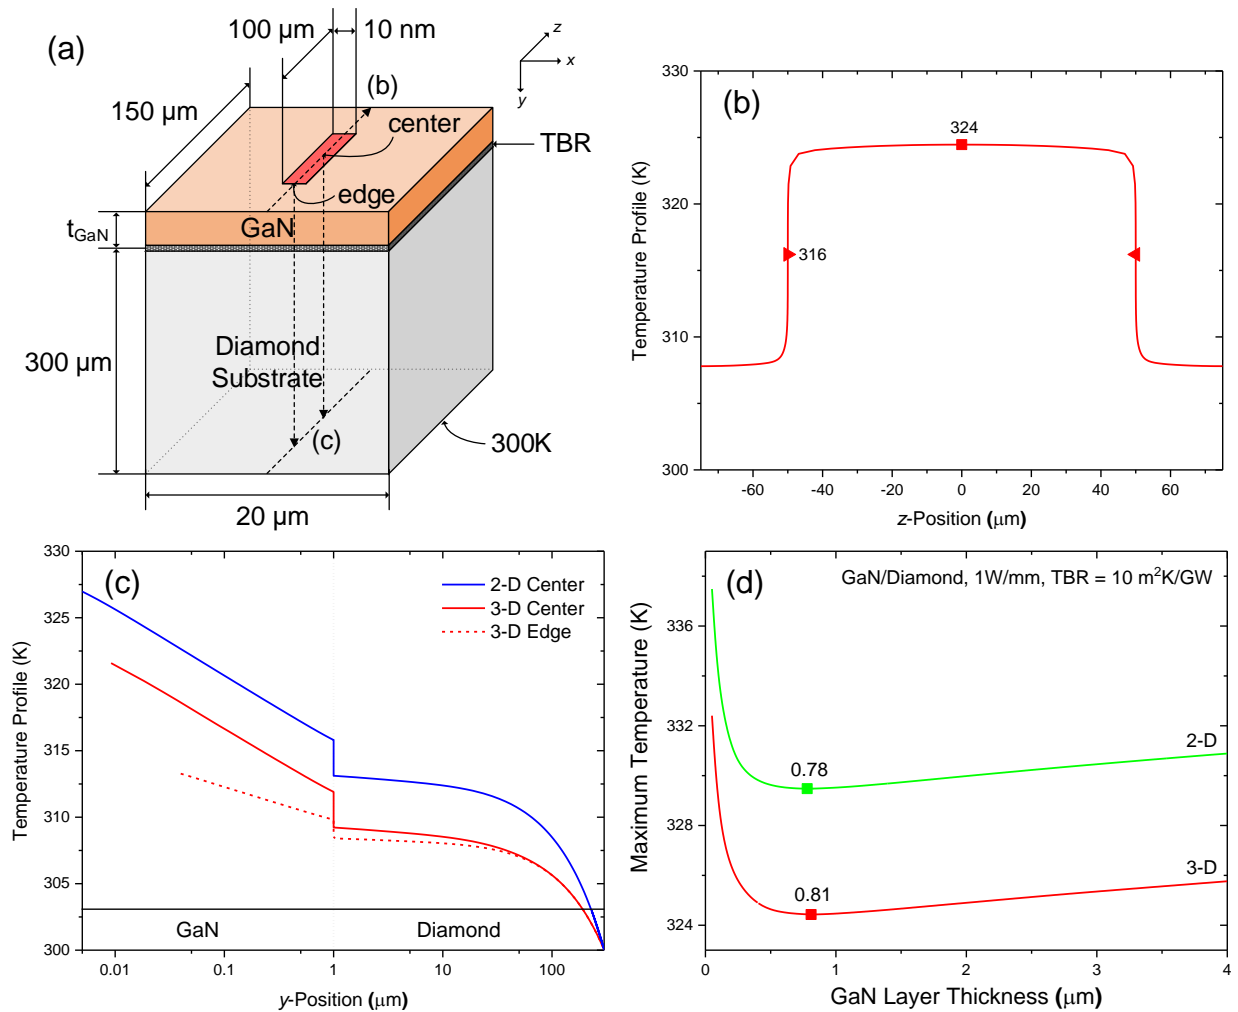 (a)
100 µm
10 nm
z
x
y
(b)
150 µm
center
TBR
edge
t_GaN
GaN
300 µm
Diamond
Substrate
(c)
300K
20 µm
(b)
330
325
320
315
310
305
300
Temperature Profile (K)
324
316
-60 -40 -20 0 20 40 60
z-Position (µm)
(c)
330
325
320
315
310
305
300
Temperature Profile (K)
2-D Center
3-D Center
3-D Edge
GaN Diamond
0.01 0.1 1 10 100
y-Position (µm)
(d)
GaN/Diamond, 1W/mm, TBR = 10 m²K/GW
336
332
328
324
Maximum Temperature (K)
2-D
0.78
3-D
0.81
0 1 2 3 4
GaN Layer Thickness (µm)